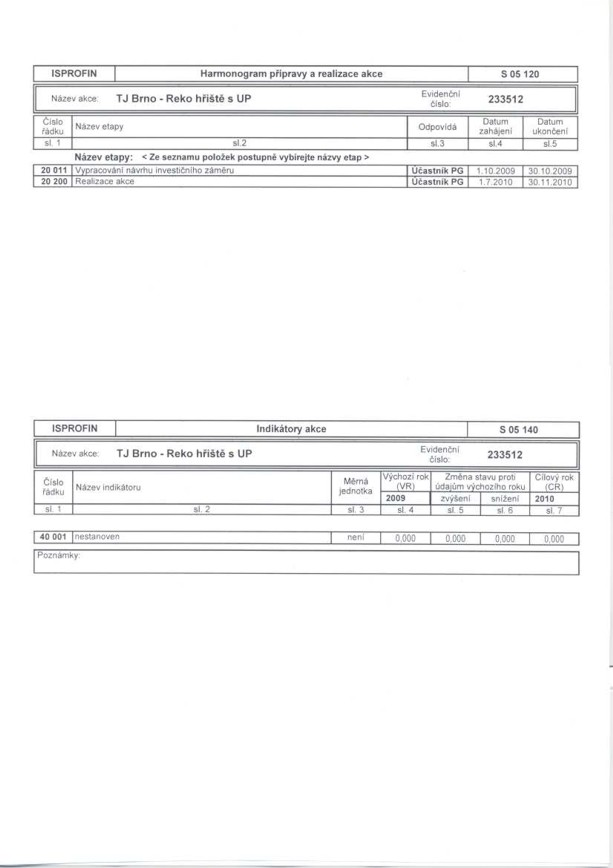 ISPROFIN Harmonogram přípravy a realizace akce S 05 120
Název akce: TJ Brno - Reko hřiště s UP Evidenční číslo: 233512
Číslo řádku Název etapy Odpovídá Datum zahájení Datum ukončení
sl. 1 sl.2 sl.3 sl.4 sl.5
Název etapy: < Ze seznamu položek postupně vybírejte názvy etap >
20 011 Vypracování návrhu investičního záměru Účastník PG 1.10.2009 30.10.2009
20 200 Realizace akce Účastník PG 1.7.2010 30.11.2010
ISPROFIN Indikátory akce S 05 140
Název akce: TJ Brno - Reko hřiště s UP Evidenční číslo: 233512
Číslo řádku Název indikátoru Měrná jednotka Výchozí rok (VR) Změna stavu proti údajům výchozího roku Cílový rok (CR)
2009 zvýšení snížení 2010
sl. 1 sl. 2 sl. 3 sl. 4 sl. 5 sl. 6 sl. 7
40 001 nestanoven není 0,000 0,000 0,000 0,000
Poznámky: